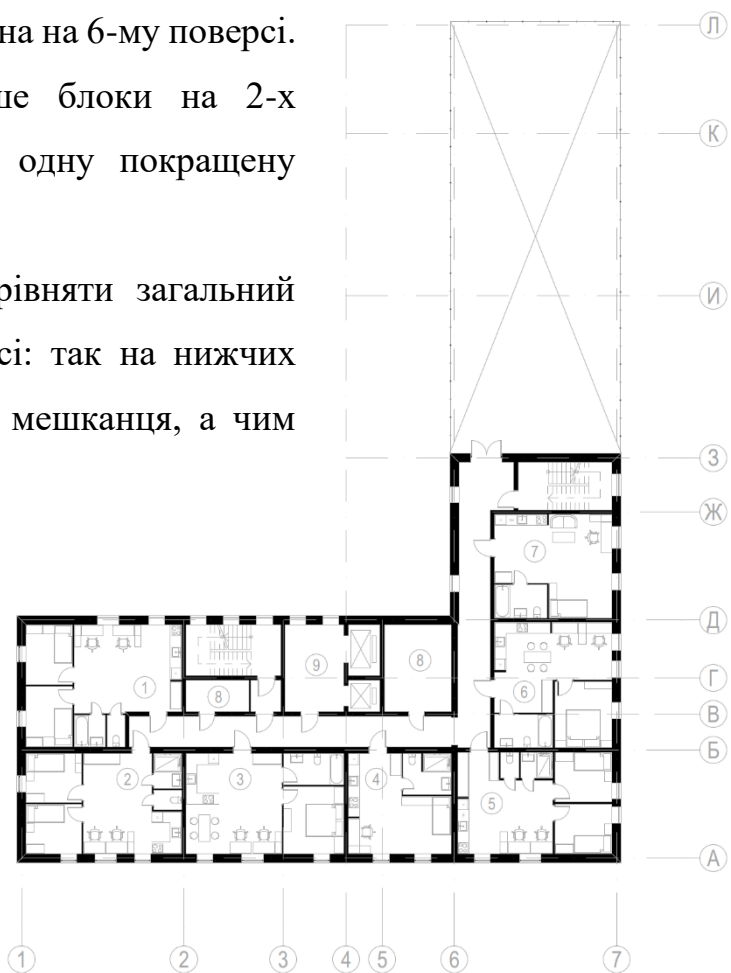 на на 6-му поверсі.
ше блоки на 2-х
одну покращену
рівняти загальний
сі: так на нижчих
мешканця, а чим
Л
К
И
З
Ж
7
Д
9
8
1
6
Г
8
В
Б
2
3
4
5
А
1
2
3
4
5
6
7